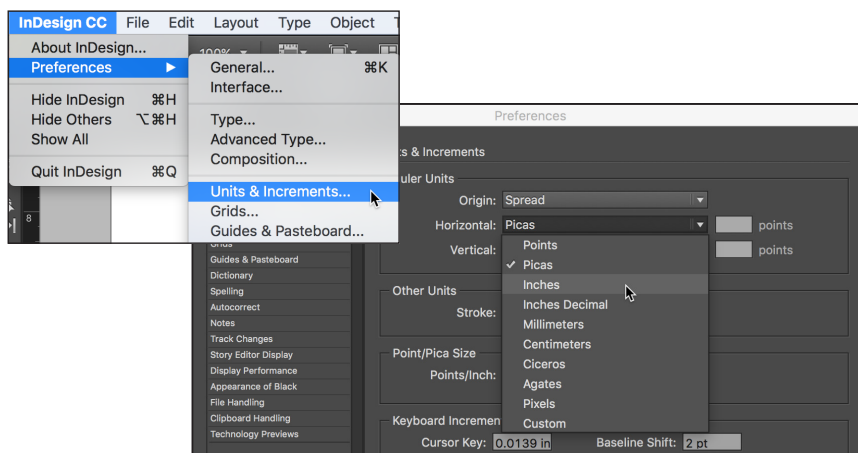 InDesign CC File Edit Layout Type Object
About InDesign...
Preferences
Hide InDesign ⌘H
Hide Others ⌥⌘H
Show All
Quit InDesign ⌘Q
100%
General... ⌘K
Interface...
Type...
Advanced Type...
Composition...
Units & Increments...
Grids...
Guides & Pasteboard...
8
Preferences
s & Increments
uler Units
Origin: Spread
Horizontal: Picas points
Vertical: points
Points
✓ Picas
Inches
Inches Decimal
Millimeters
Centimeters
Ciceros
Agates
Pixels
Custom
Other Units
Stroke:
Point/Pica Size
Points/Inch:
Keyboard Incremen
Cursor Key: 0.0139 in Baseline Shift: 2 pt
Grids
Guides & Pasteboard
Dictionary
Spelling
Autocorrect
Notes
Track Changes
Story Editor Display
Display Performance
Appearance of Black
File Handling
Clipboard Handling
Technology Previews